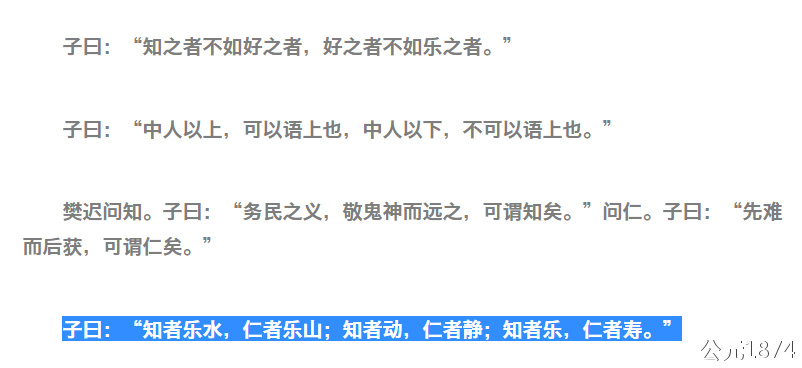 子曰：“知之者不如好之者，好之者不如乐之者。”
子曰：“中人以上，可以语上也，中人以下，不可以语上也。”
樊迟问知。子曰：“务民之义，敬鬼神而远之，可谓知矣。”问仁。子曰：“先难
而后获，可谓仁矣。”
子曰：“知者乐水，仁者乐山；知者动，仁者静；知者乐，仁者寿。”
公元1874